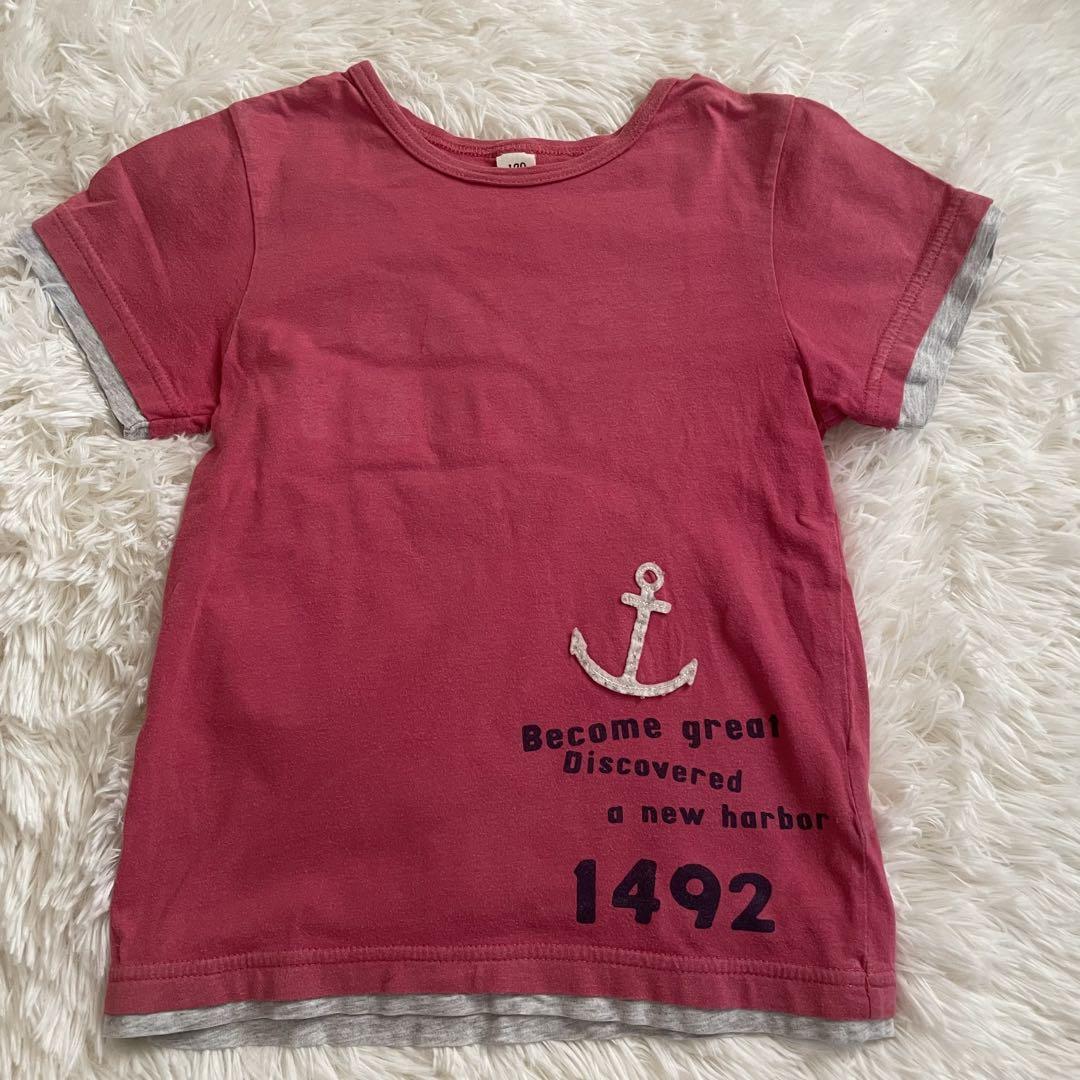 Become great
Discovered
a new harbor
1492